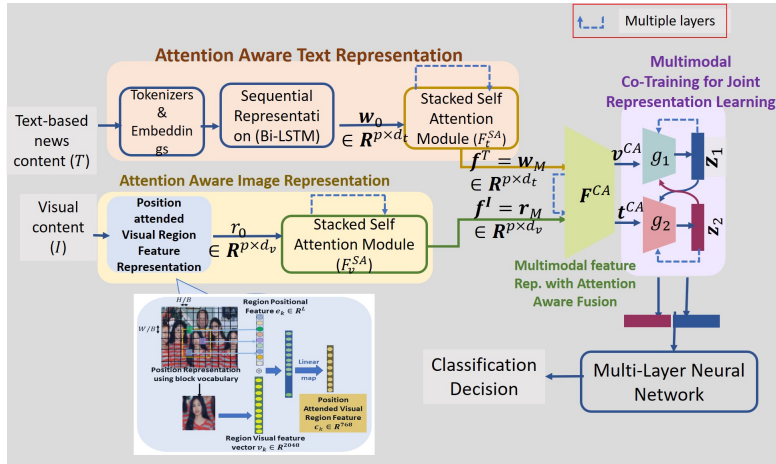 Multiple layers
Attention Aware Text Representation
Multimodal
Co-Training for Joint
Representation Learning
Text-based
news
content (T)
Tokenizers
&
Embeddin
gs
Sequential
Representati
on (Bi-LSTM)
w₀
∈ R^{p×d_t}
Stacked Self
Attention
Module (F_t^{SA})
f^T = w_M
∈ R^{p×d_t}
Attention Aware Image Representation
Visual
content
(I)
Position
attended
Visual Region
Feature
Representation
r₀
∈ R^{p×d_v}
Stacked Self
Attention Module
(F_v^{SA})
f^I = r_M
∈ R^{p×d_v}
F^{CA}
v^{CA}
t^{CA}
g₁
z₁
g₂
z₂
Multimodal feature
Rep. with Attention
Aware Fusion
H/B
W/B
Region Positional
Feature e_k ∈ R^L
Position Representation
using block vocabulary
Linear
map
Position
Attended Visual
Region Feature
c_k ∈ R^{768}
Region Visual feature
vector v_k ∈ R^{2048}
Classification
Decision
Multi-Layer Neural
Network